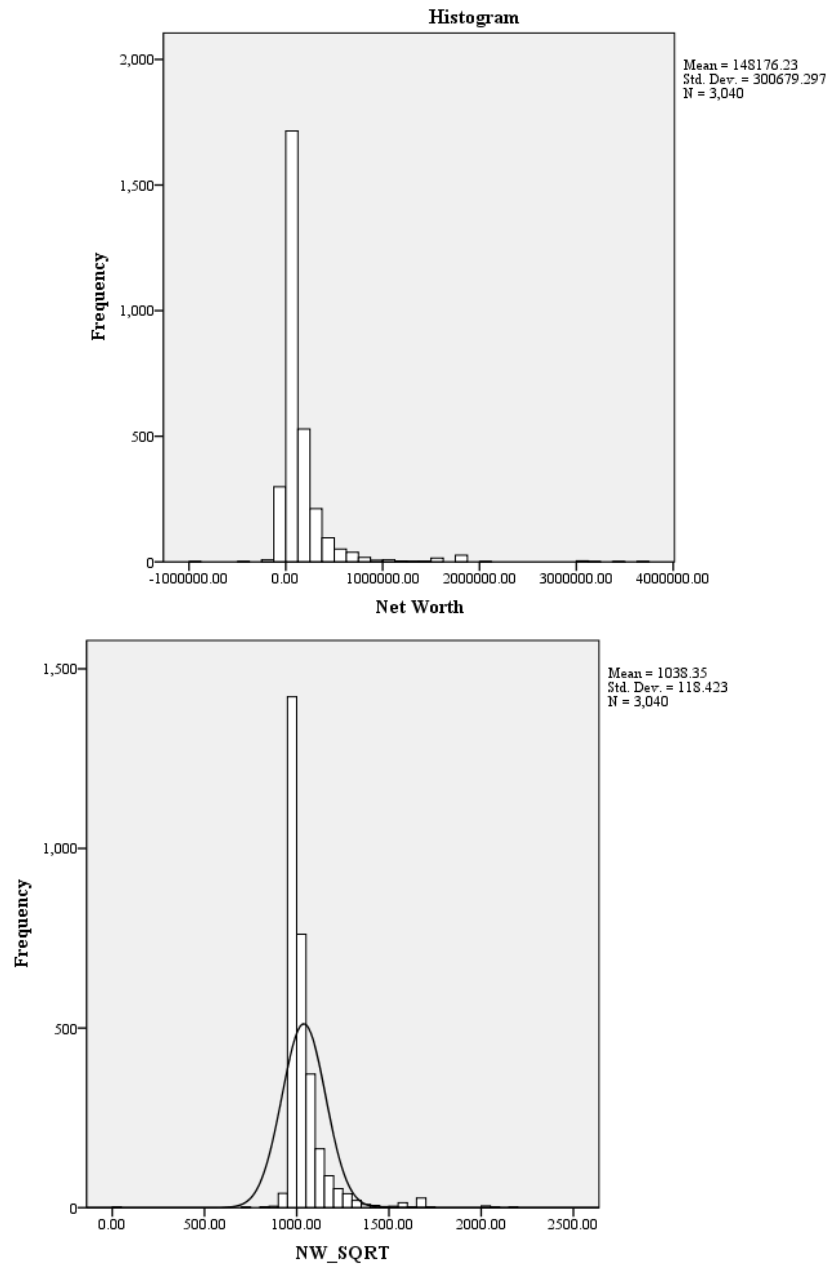 Histogram
2,000
1,500
1,000
500
0
Frequency
-1000000.00 0.00 1000000.00 2000000.00 3000000.00 4000000.00
Net Worth
Mean = 148176.23
Std. Dev. = 300679.297
N = 3,040
1,500
1,000
500
0
Frequency
0.00 500.00 1000.00 1500.00 2000.00 2500.00
NW_SQRT
Mean = 1038.35
Std. Dev. = 118.423
N = 3,040